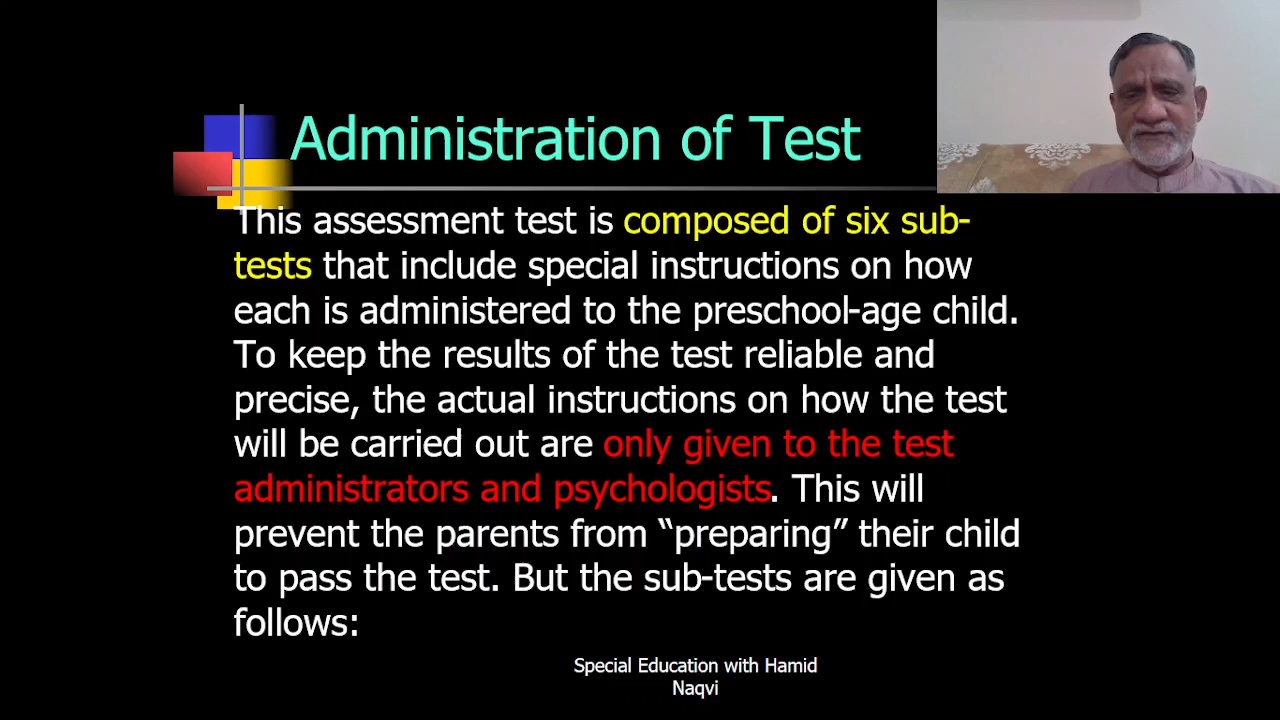 Administration of Test
This assessment test is composed of six sub-
tests that include special instructions on how
each is administered to the preschool-age child.
To keep the results of the test reliable and
precise, the actual instructions on how the test
will be carried out are only given to the test
administrators and psychologists. This will
prevent the parents from “preparing” their child
to pass the test. But the sub-tests are given as
follows:
Special Education with Hamid
Naqvi